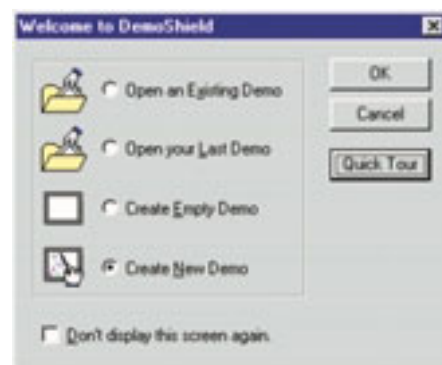 Welcome to DemoShield
Open an Existing Demo
Open your Last Demo
Create Empty Demo
Create New Demo
OK
Cancel
Quick Tour
Don't display this screen again.